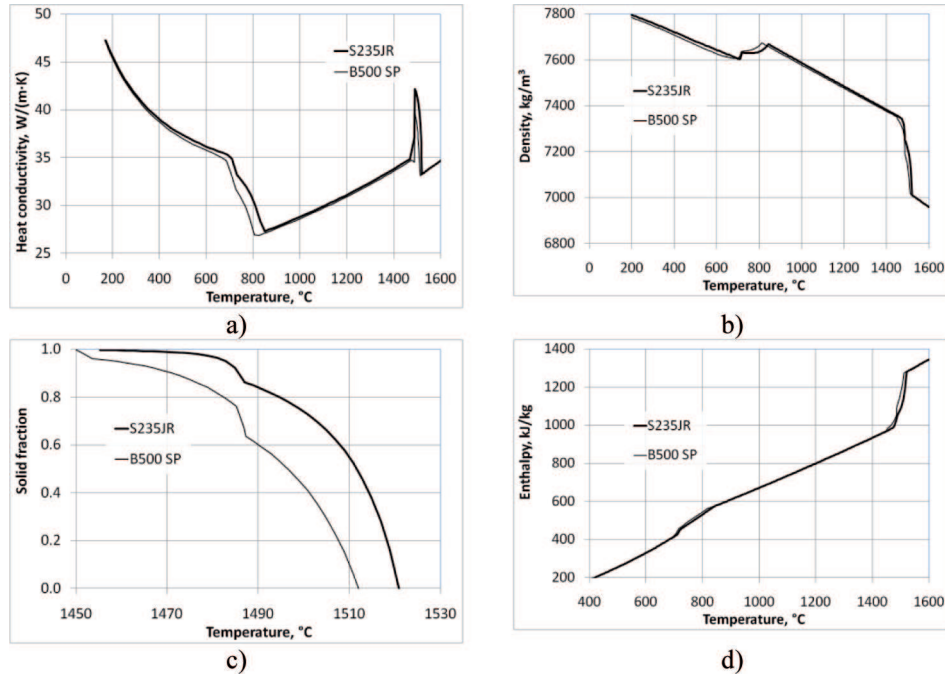 50
45
40
35
30
25
Heat conductivity, W/(m·K)
S235JR
B500 SP
0 200 400 600 800 1000 1200 1400 1600
Temperature, °C
a)
7800
7600
7400
7200
7000
6800
Density, kg/m³
S235JR
B500 SP
0 200 400 600 800 1000 1200 1400 1600
Temperature, °C
b)
1.0
0.8
0.6
0.4
0.2
0.0
Solid fraction
S235JR
B500 SP
1450 1470 1490 1510 1530
Temperature, °C
c)
1400
1200
1000
800
600
400
200
Enthalpy, kJ/kg
S235JR
B500 SP
400 600 800 1000 1200 1400 1600
Temperature, °C
d)